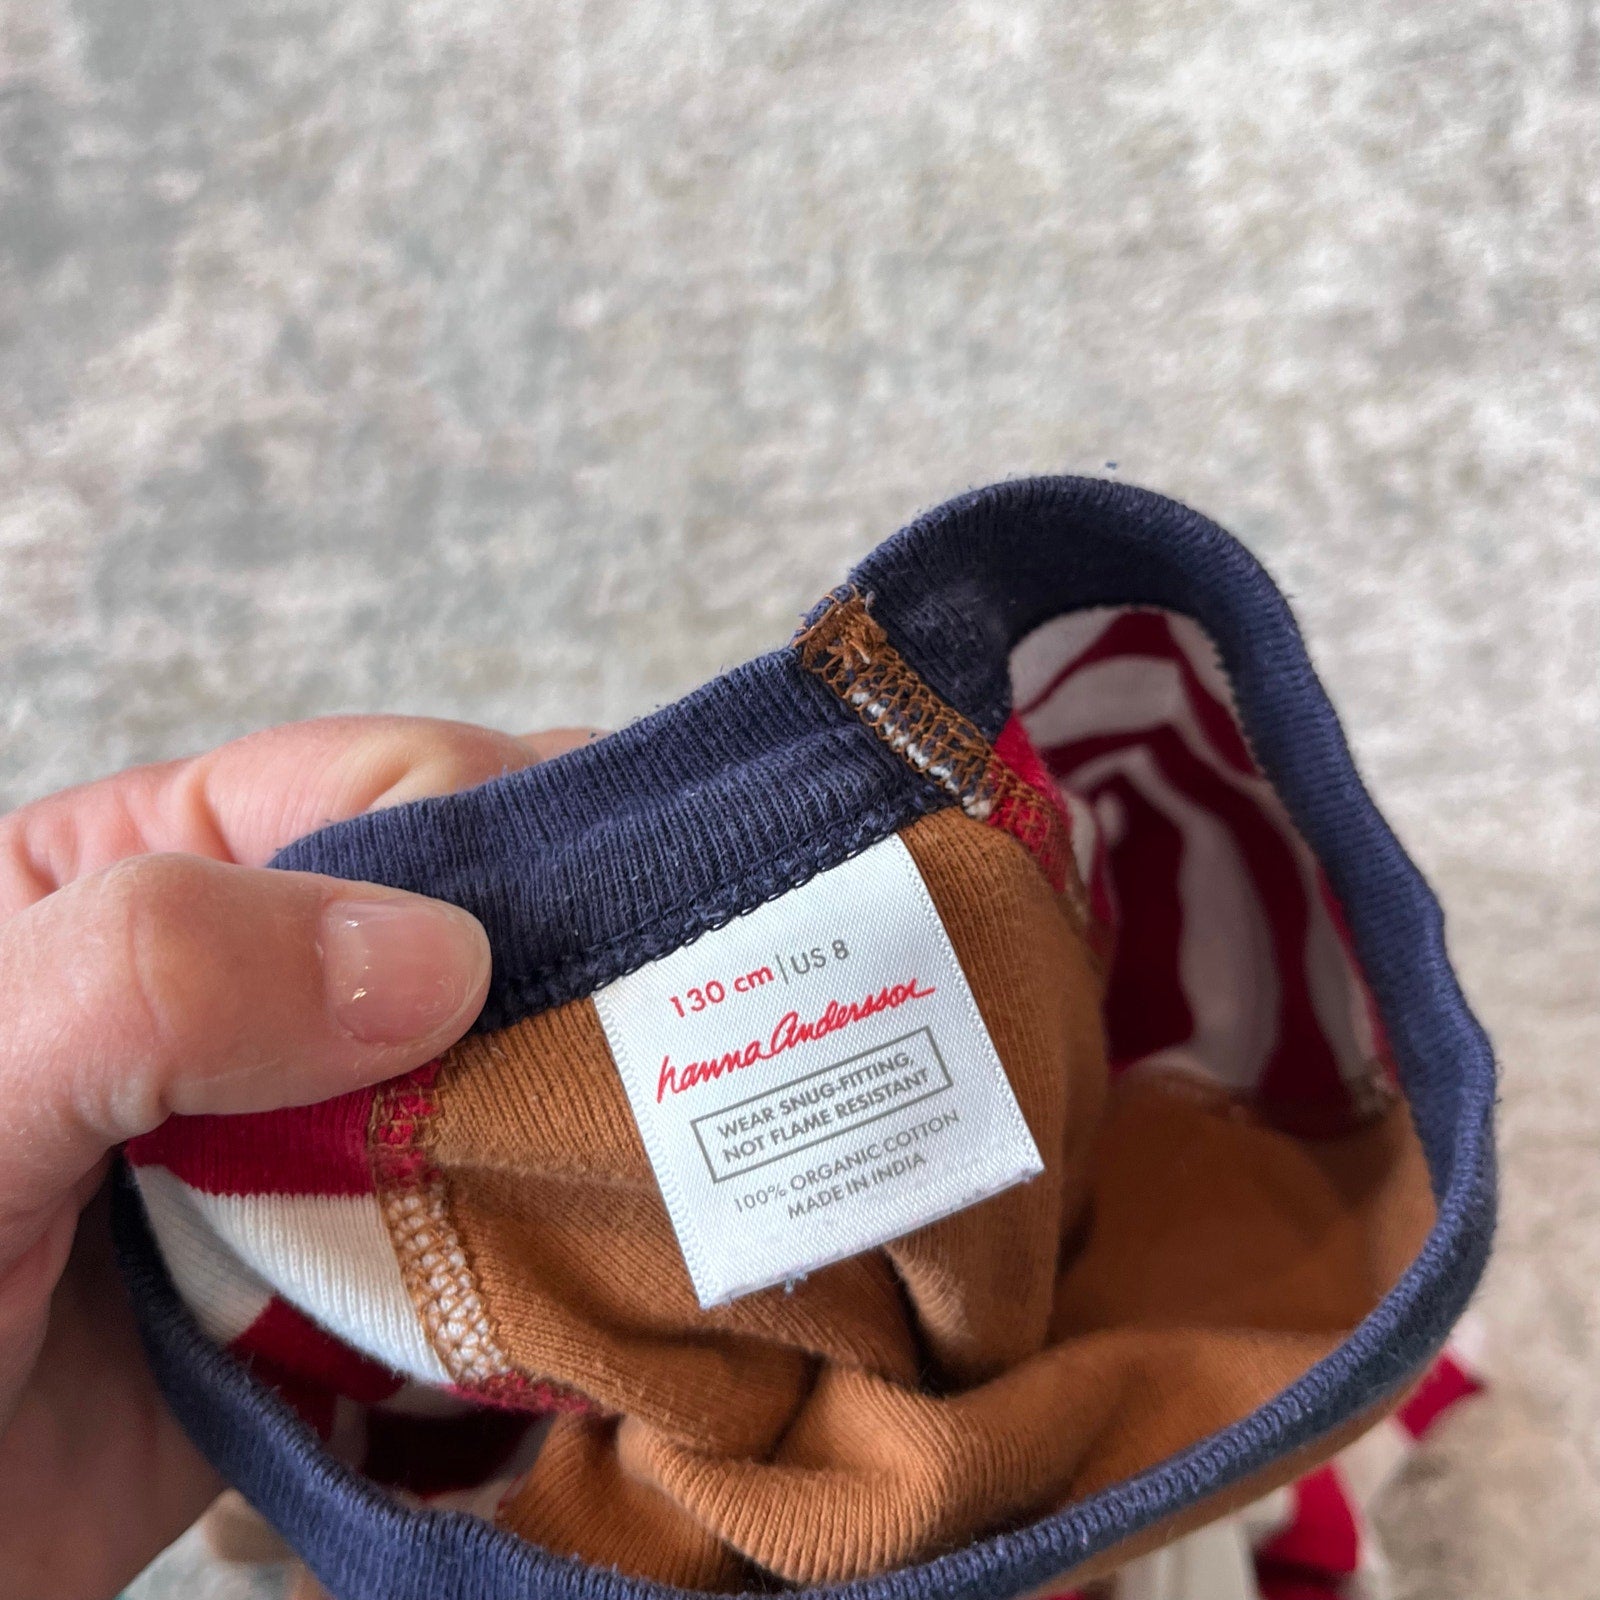 130 cm | US 8
hanna Andersson
WEAR SNUG-FITTING,
NOT FLAME RESISTANT
100% ORGANIC COTTON
MADE IN INDIA